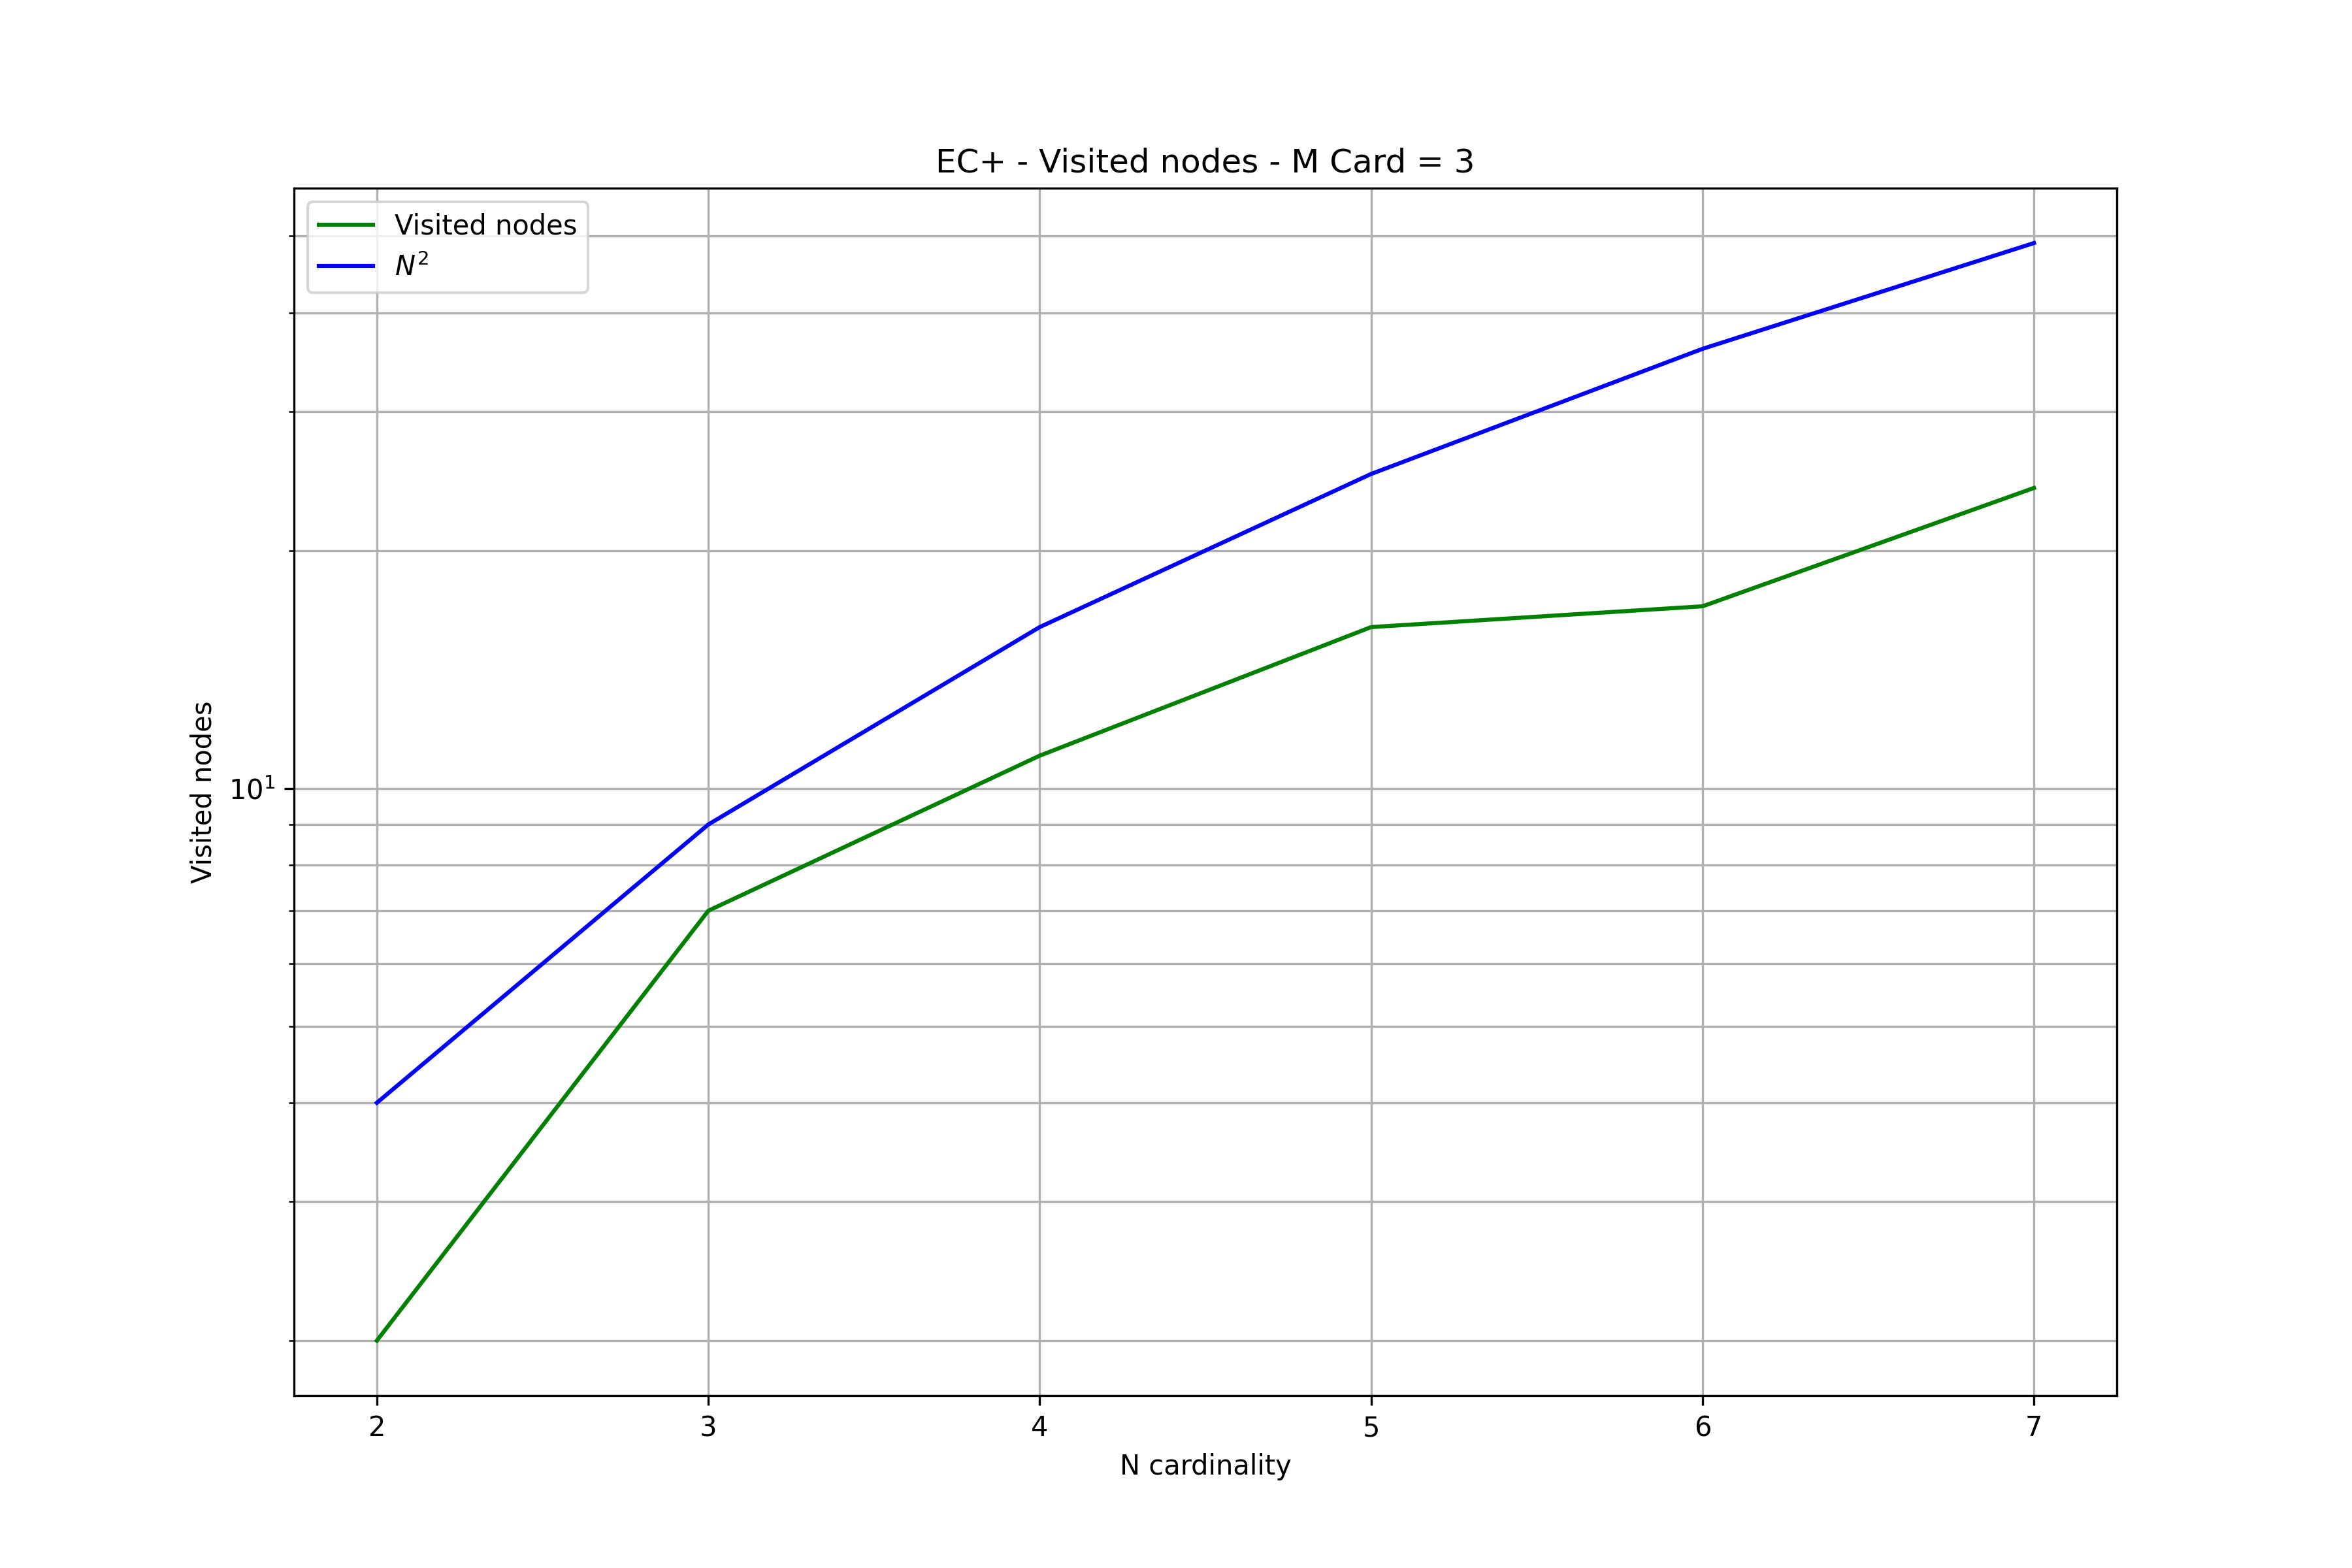 EC+ - Visited nodes - M Card = 3
Visited nodes
N²
Visited nodes
10¹
2 3 4 5 6 7
N cardinality